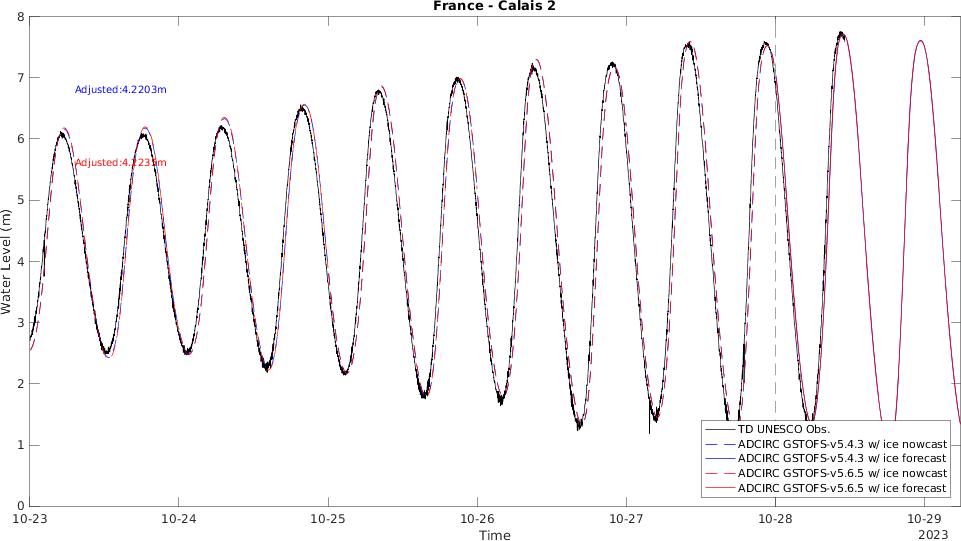 France - Calais 2
8
7
6
5
4
3
2
1
0
Water Level (m)
Adjusted:4.2203m
Adjusted:4.2235m
TD UNESCO Obs.
ADCIRC GSTOFS-v5.4.3 w/ ice nowcast
ADCIRC GSTOFS-v5.4.3 w/ ice forecast
ADCIRC GSTOFS-v5.6.5 w/ ice nowcast
ADCIRC GSTOFS-v5.6.5 w/ ice forecast
10-23 10-24 10-25 10-26 10-27 10-28 10-29
Time
2023